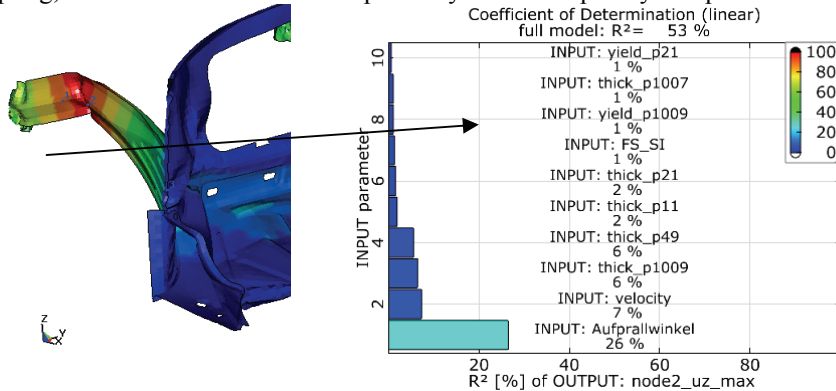 Coefficient of Determination (linear)
full model: R²= 53 %
INPUT: yield_p21
1 %
INPUT: thick_p1007
1 %
INPUT: yield_p1009
1 %
INPUT: FS_SI
1 %
INPUT: thick_p21
2 %
INPUT: thick_p11
2 %
INPUT: thick_p49
6 %
INPUT: thick_p1009
6 %
INPUT: velocity
7 %
INPUT: Aufprallwinkel
26 %
INPUT parameter
10
8
6
4
2
20
40
60
80
R² [%] of OUTPUT: node2_uz_max
100
80
60
40
20
0
z
y
x